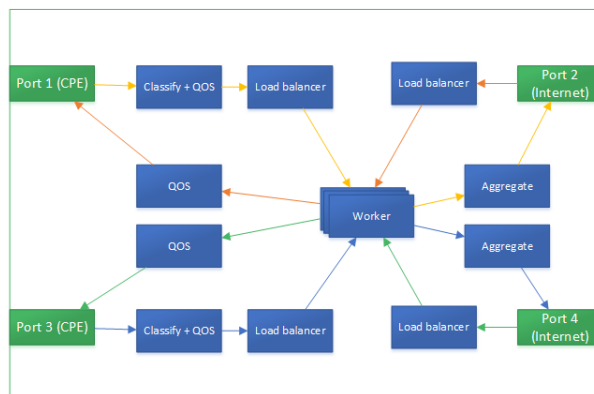 Port 1 (CPE)
Classify + QOS
Load balancer
Load balancer
Port 2
(Internet)
QOS
Worker
Aggregate
QOS
Aggregate
Port 3 (CPE)
Classify + QOS
Load balancer
Load balancer
Port 4
(Internet)